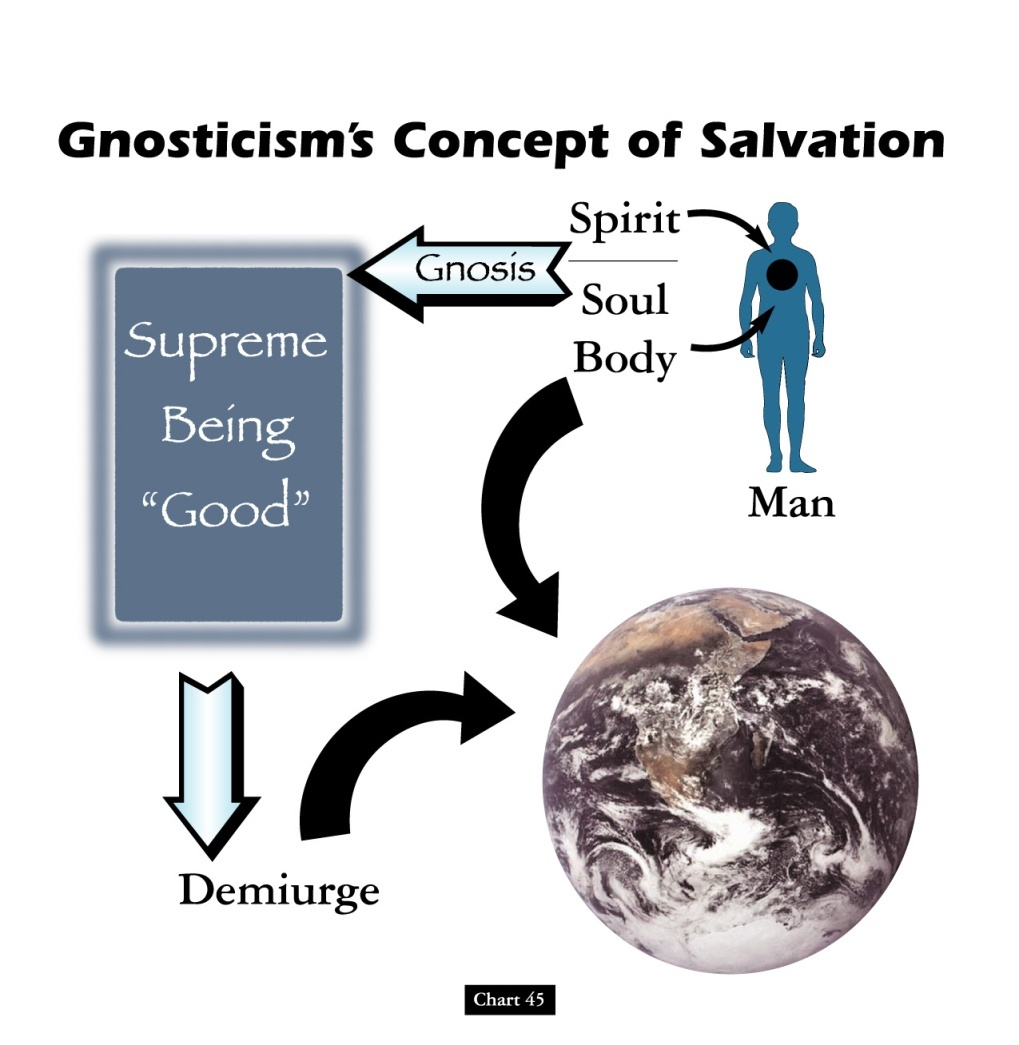 Gnosticism's Concept of Salvation
Spirit
Gnosis
Soul
Body
Supreme
Being
“Good”
Man
Demiurge
Chart 45